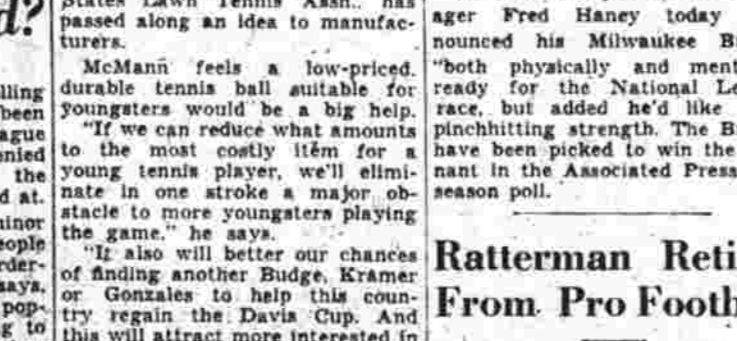 d?
lling
been
ague
enied
the
d at.
minor
eople
rder-
says,
pop-
g to
States Lawn Tennis Assn., has
passed along an idea to manufac-
turers.
McMann feels a low-priced,
durable tennis ball suitable for
youngsters would be a big help.
"If we can reduce what amounts
to the most costly item for a
young tennis player, we'll elimi-
nate in one stroke a major ob-
stacle to more youngsters playing
the game," he says.
"It also will better our chances
of finding another Budge, Kramer
or Gonzales to help this coun-
try regain the Davis Cup. And
this will attract more interested in
ager Fred Haney today
nounced his Milwaukee B
"both physically and ment
ready for the National Le
race, but added he'd like
pinchhitting strength. The B
have been picked to win the
nant in the Associated Press
season poll.
Ratterman Reti
From Pro Footb